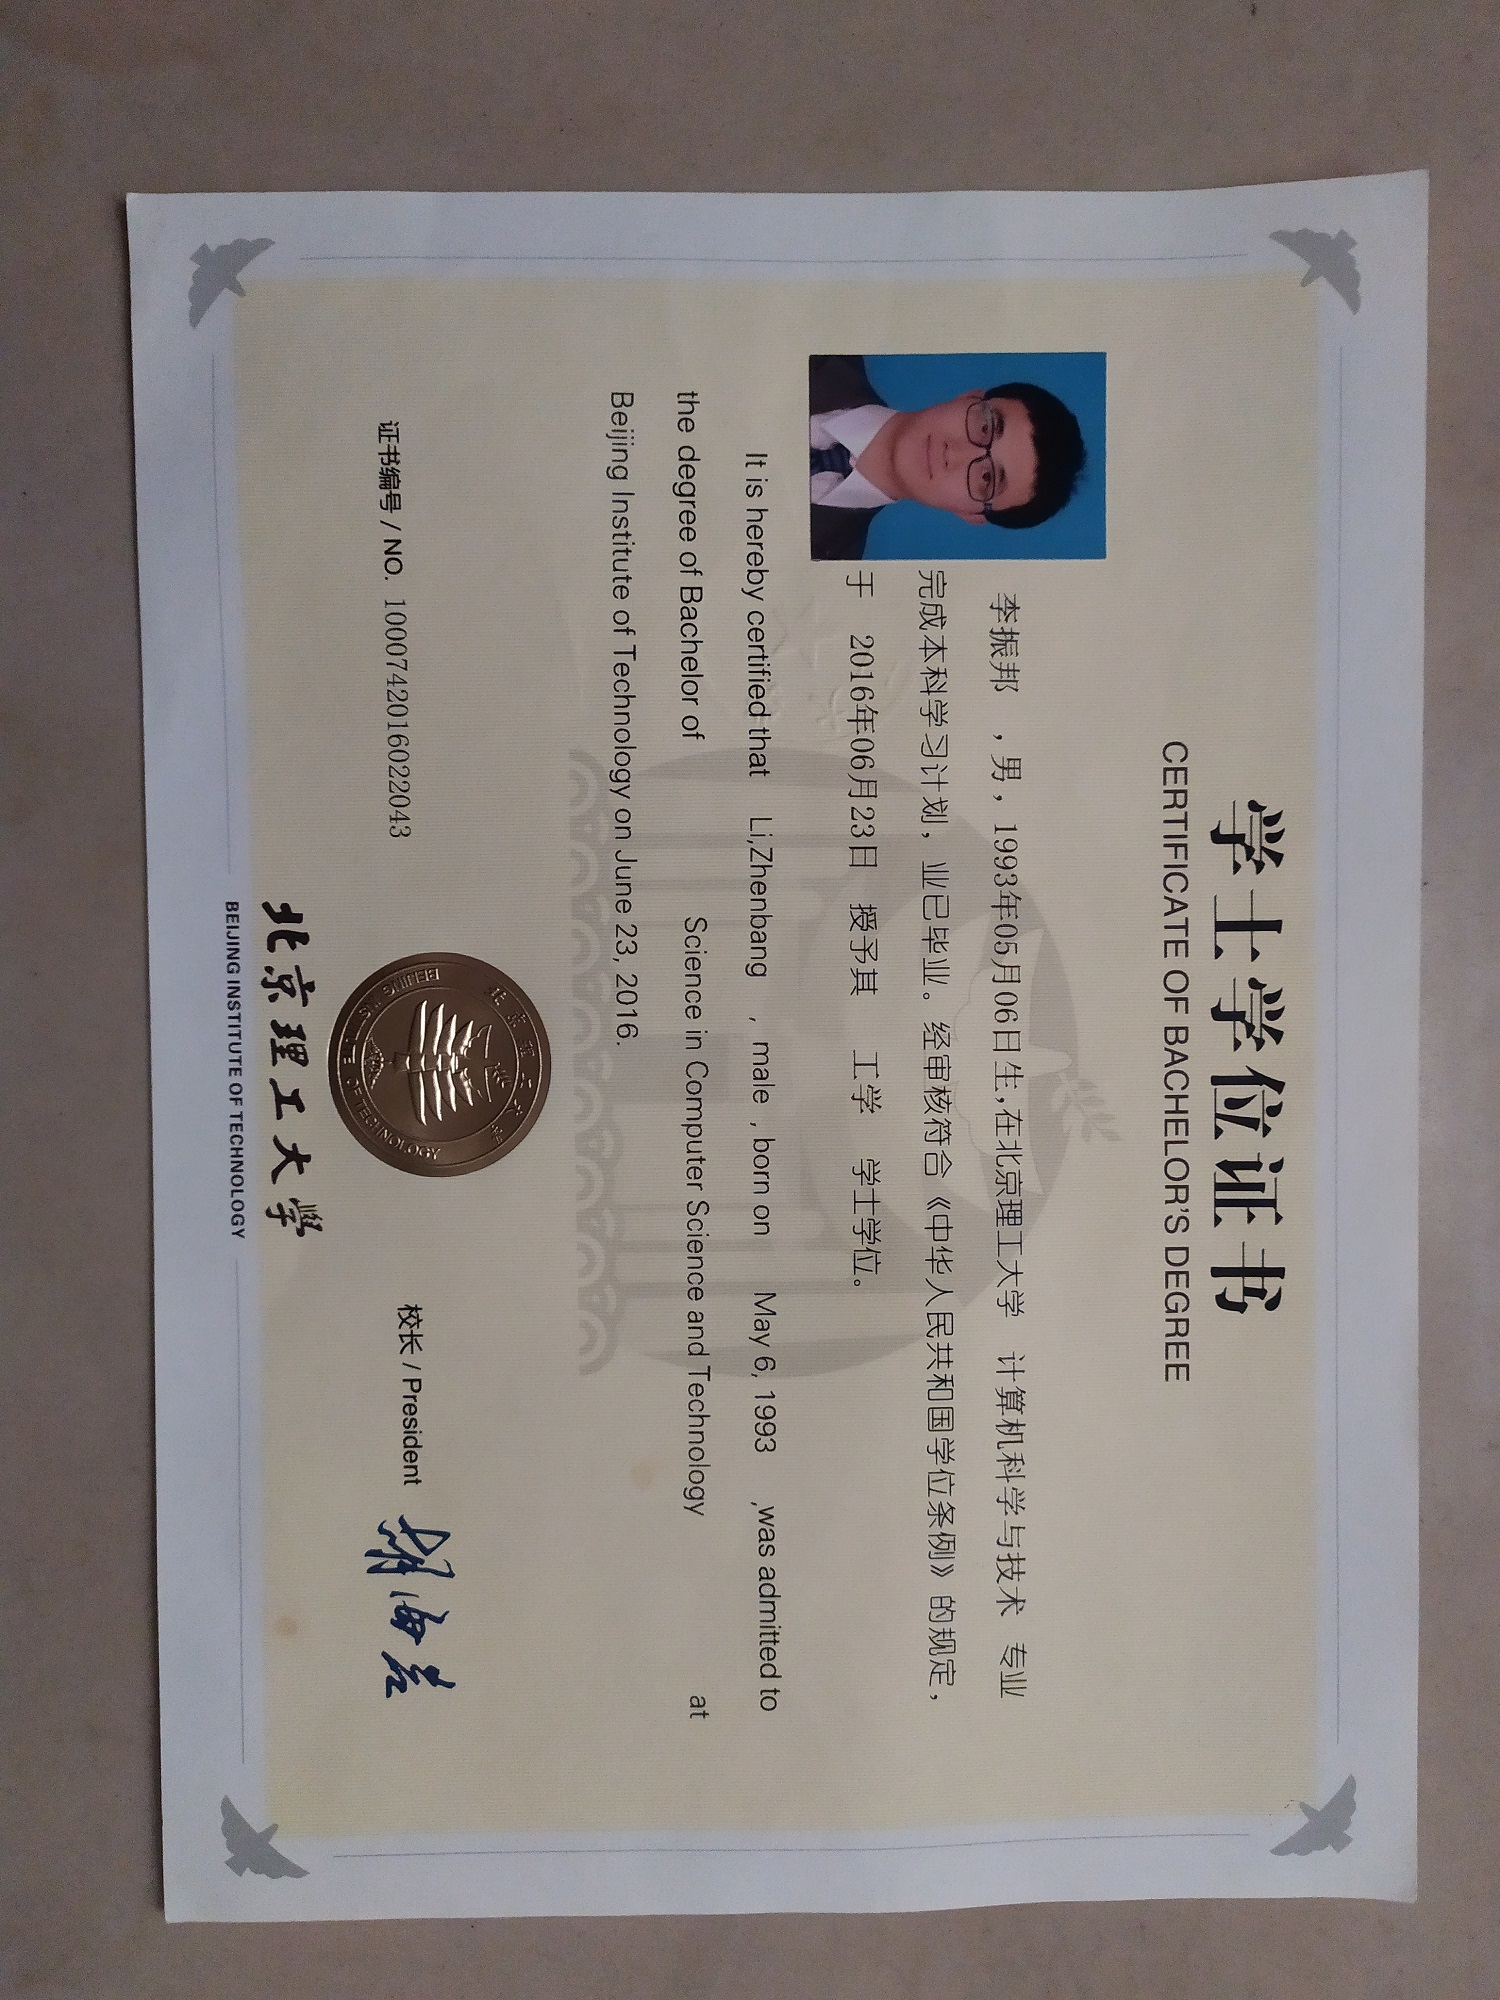 学士学位证书
CERTIFICATE OF BACHELOR'S DEGREE
李振邦 ，男，1993年05月06日生,在北京理工大学 计算机科学与技术 专业
完成本科学习计划，业已毕业。经审核符合《中华人民共和国学位条例》的规定，
于 2016年06月23日 授予其 工学 学士学位。
It is hereby certified that Li,Zhenbang , male , born on May 6, 1993 ,was admitted to
the degree of Bachelor of Science in Computer Science and Technology at
Beijing Institute of Technology on June 23, 2016.
证书编号 / NO. 1000742016022043
校长 / President
北京理工大学
BEIJING INSTITUTE OF TECHNOLOGY